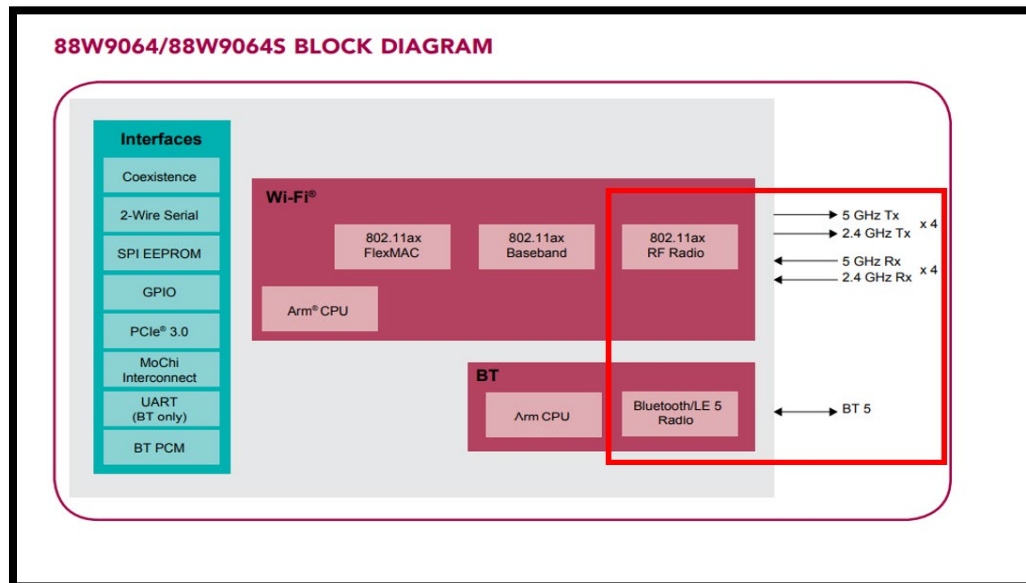 88W9064/88W9064S BLOCK DIAGRAM
Interfaces
Coexistence
2-Wire Serial
SPI EEPROM
GPIO
PCIe® 3.0
MoChi
Interconnect
UART
(BT only)
BT PCM
Wi-Fi®
802.11ax
FlexMAC
802.11ax
Baseband
802.11ax
RF Radio
Arm® CPU
BT
Arm CPU
Bluetooth/LE 5
Radio
5 GHz Tx
2.4 GHz Tx
x 4
5 GHz Rx
2.4 GHz Rx
x 4
BT 5